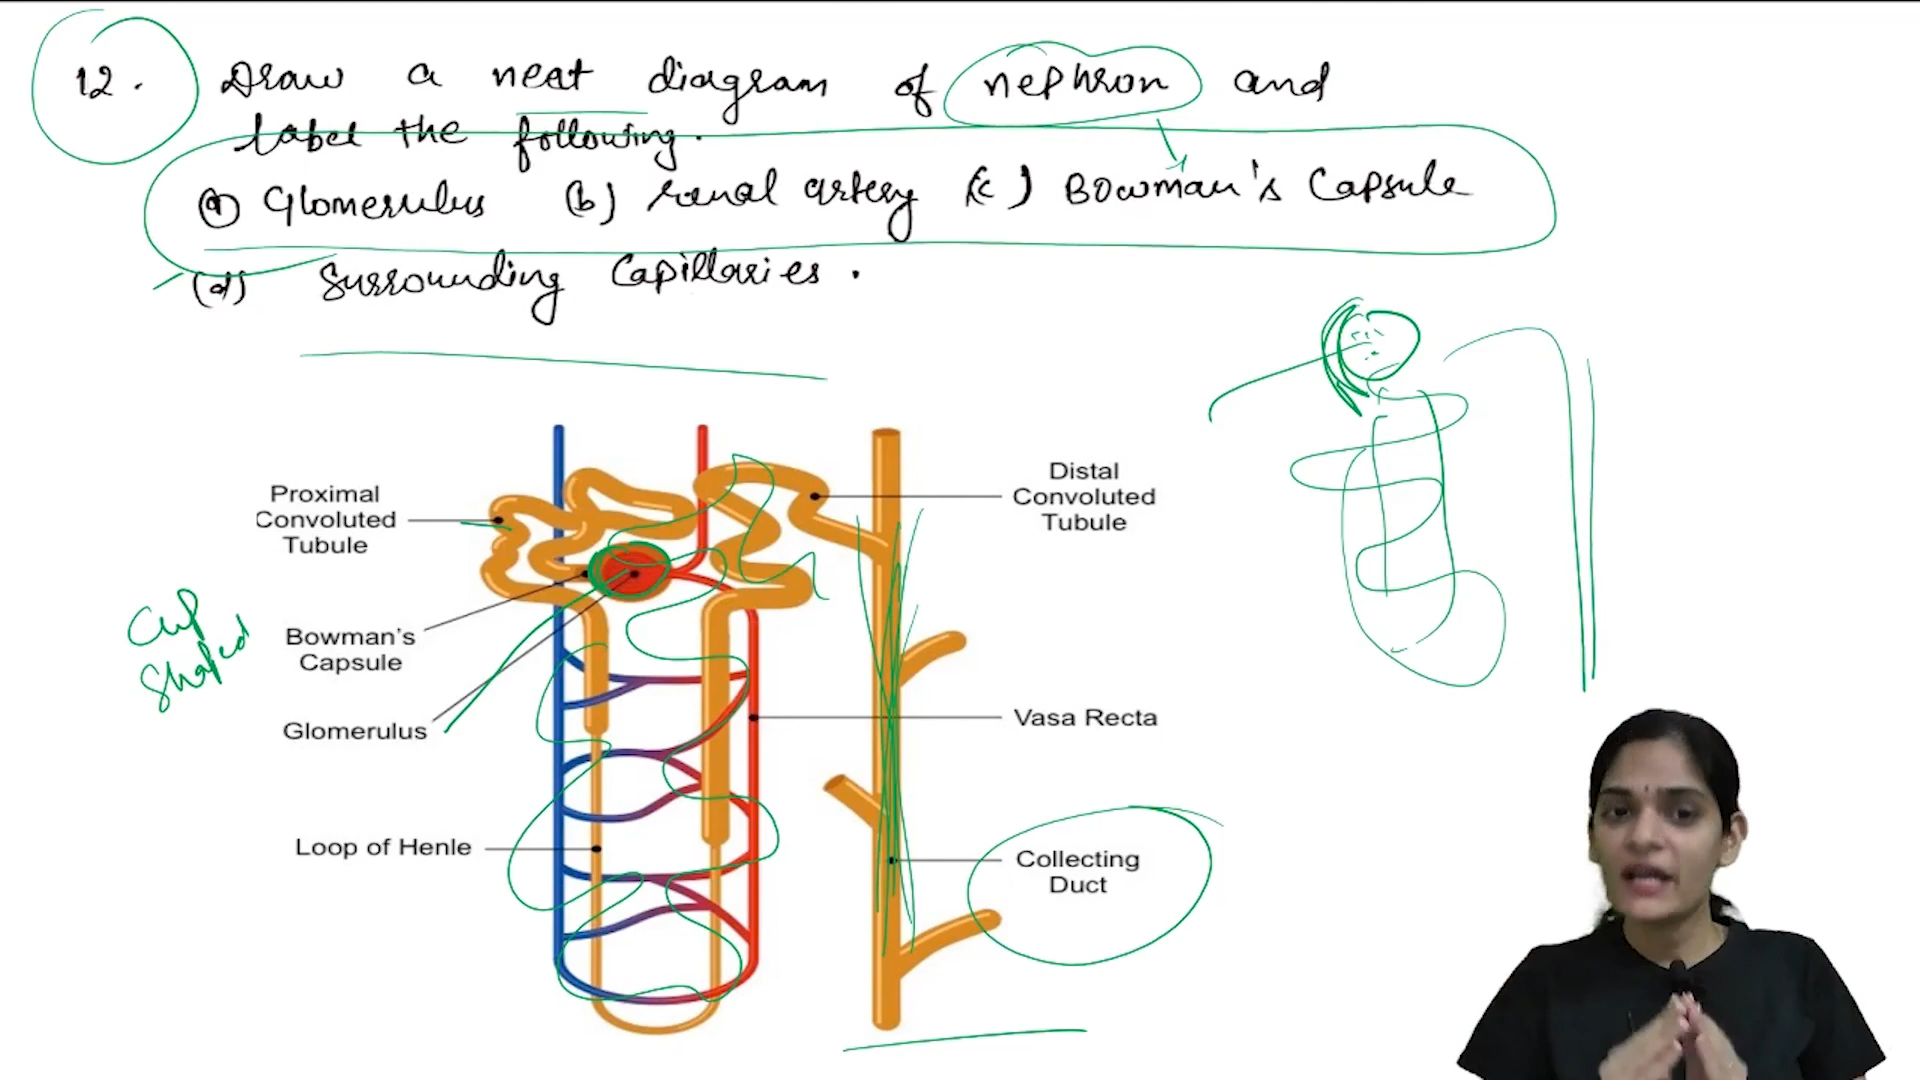 12. Draw a neat diagram of nephron and
label the following.
(a) Glomerulus (b) renal artery (c) Bowman's Capsule
(d) Surrounding Capillaries.
Proximal
Convoluted
Tubule
Distal
Convoluted
Tubule
Cup
Shaped
Bowman's
Capsule
Glomerulus
Vasa Recta
Loop of Henle
Collecting
Duct